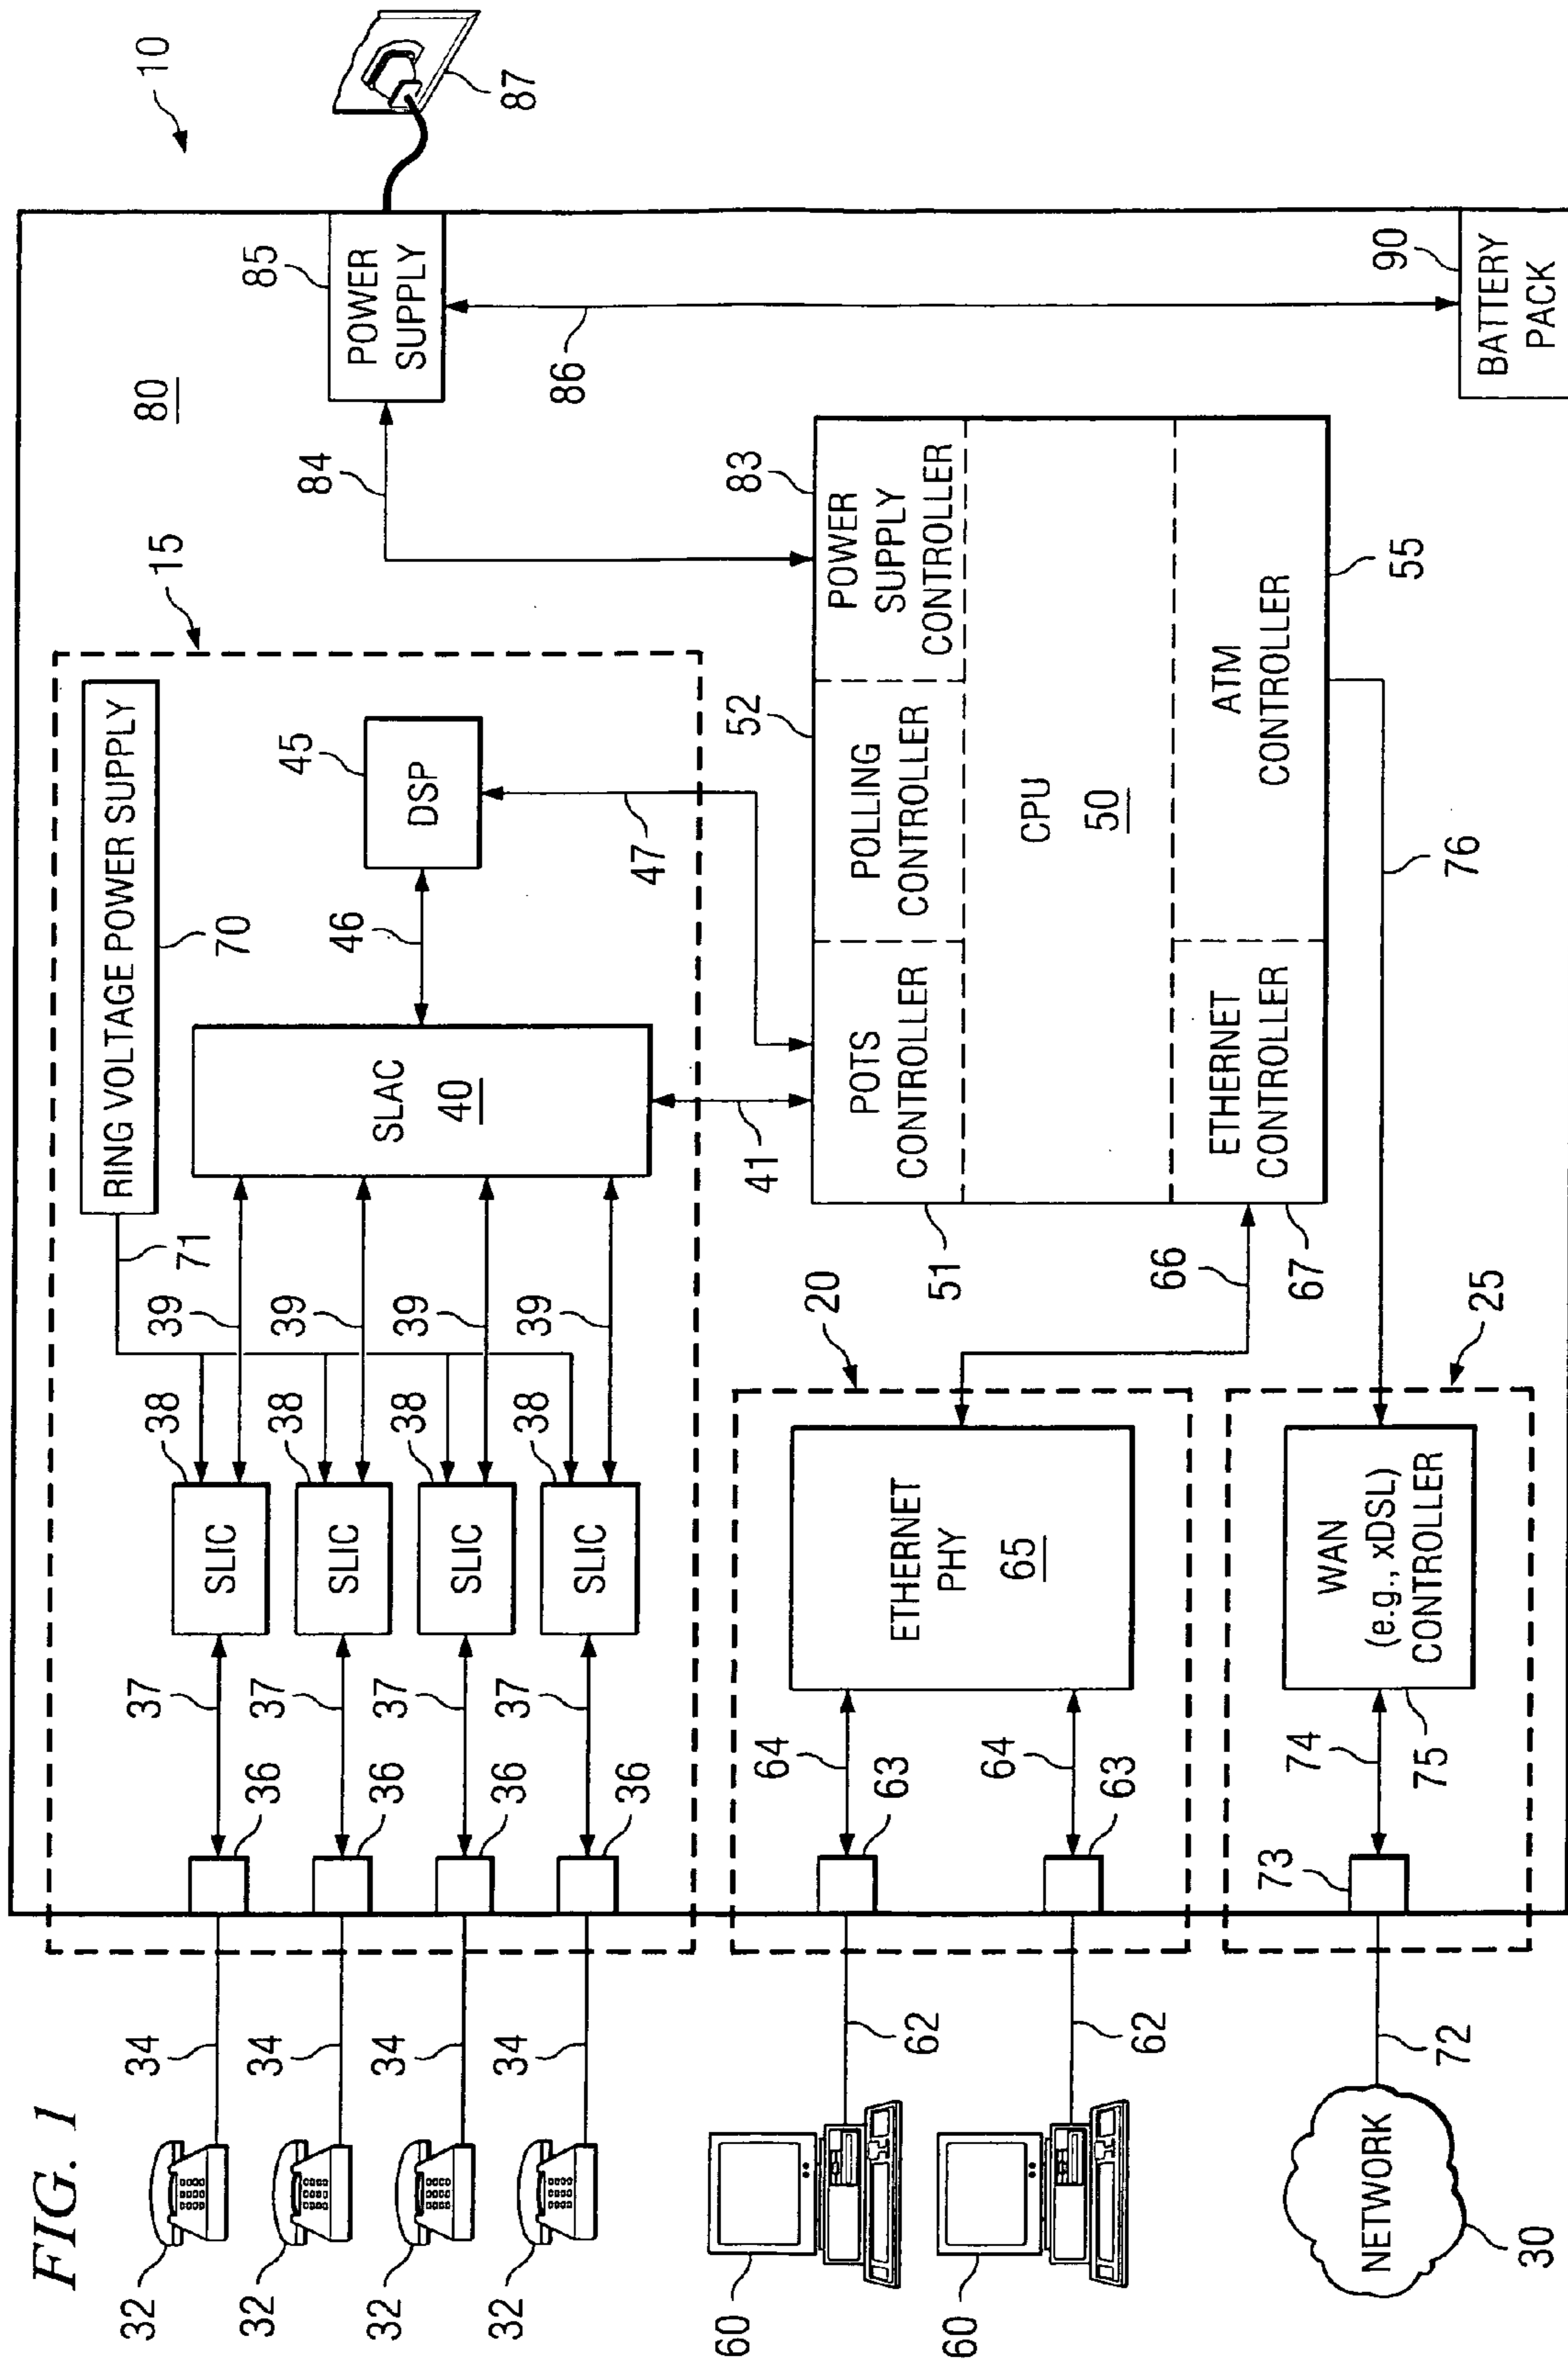 FIG. 1
10
15
80
RING VOLTAGE POWER SUPPLY
70
71
32
34
36
37
SLIC
38
39
32
34
36
37
SLIC
38
39
32
34
36
37
SLIC
38
39
32
34
36
37
SLIC
38
39
SLAC
40
46
DSP
45
47
41
84
POWER
SUPPLY
85
87
86
BATTERY
PACK
90
POTS
CONTROLLER
51
POLLING
CONTROLLER
52
POWER
SUPPLY
CONTROLLER
83
CPU
50
ETHERNET
CONTROLLER
67
ATM
CONTROLLER
55
60
62
63
64
60
62
63
64
ETHERNET
PHY
65
20
66
NETWORK
30
72
73
74
WAN
(e.g., xDSL)
CONTROLLER
75
25
76